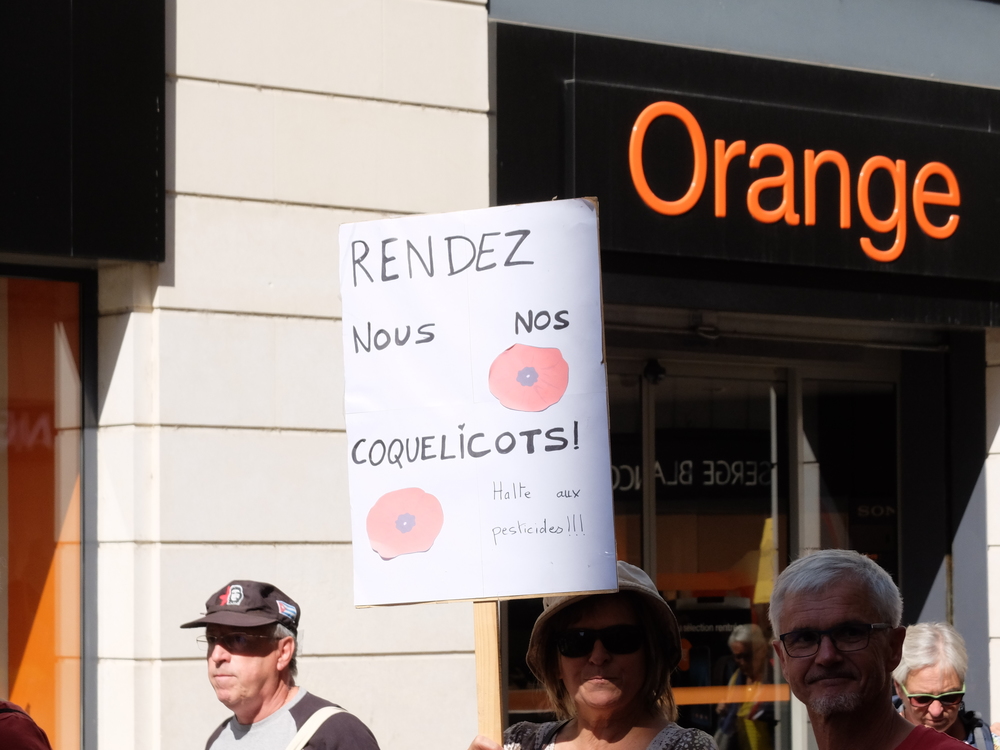 Orange
RENDEZ
NOUS NOS
COQUELICOTS!
Halte aux
pesticides!!!
SERGE BLANCO